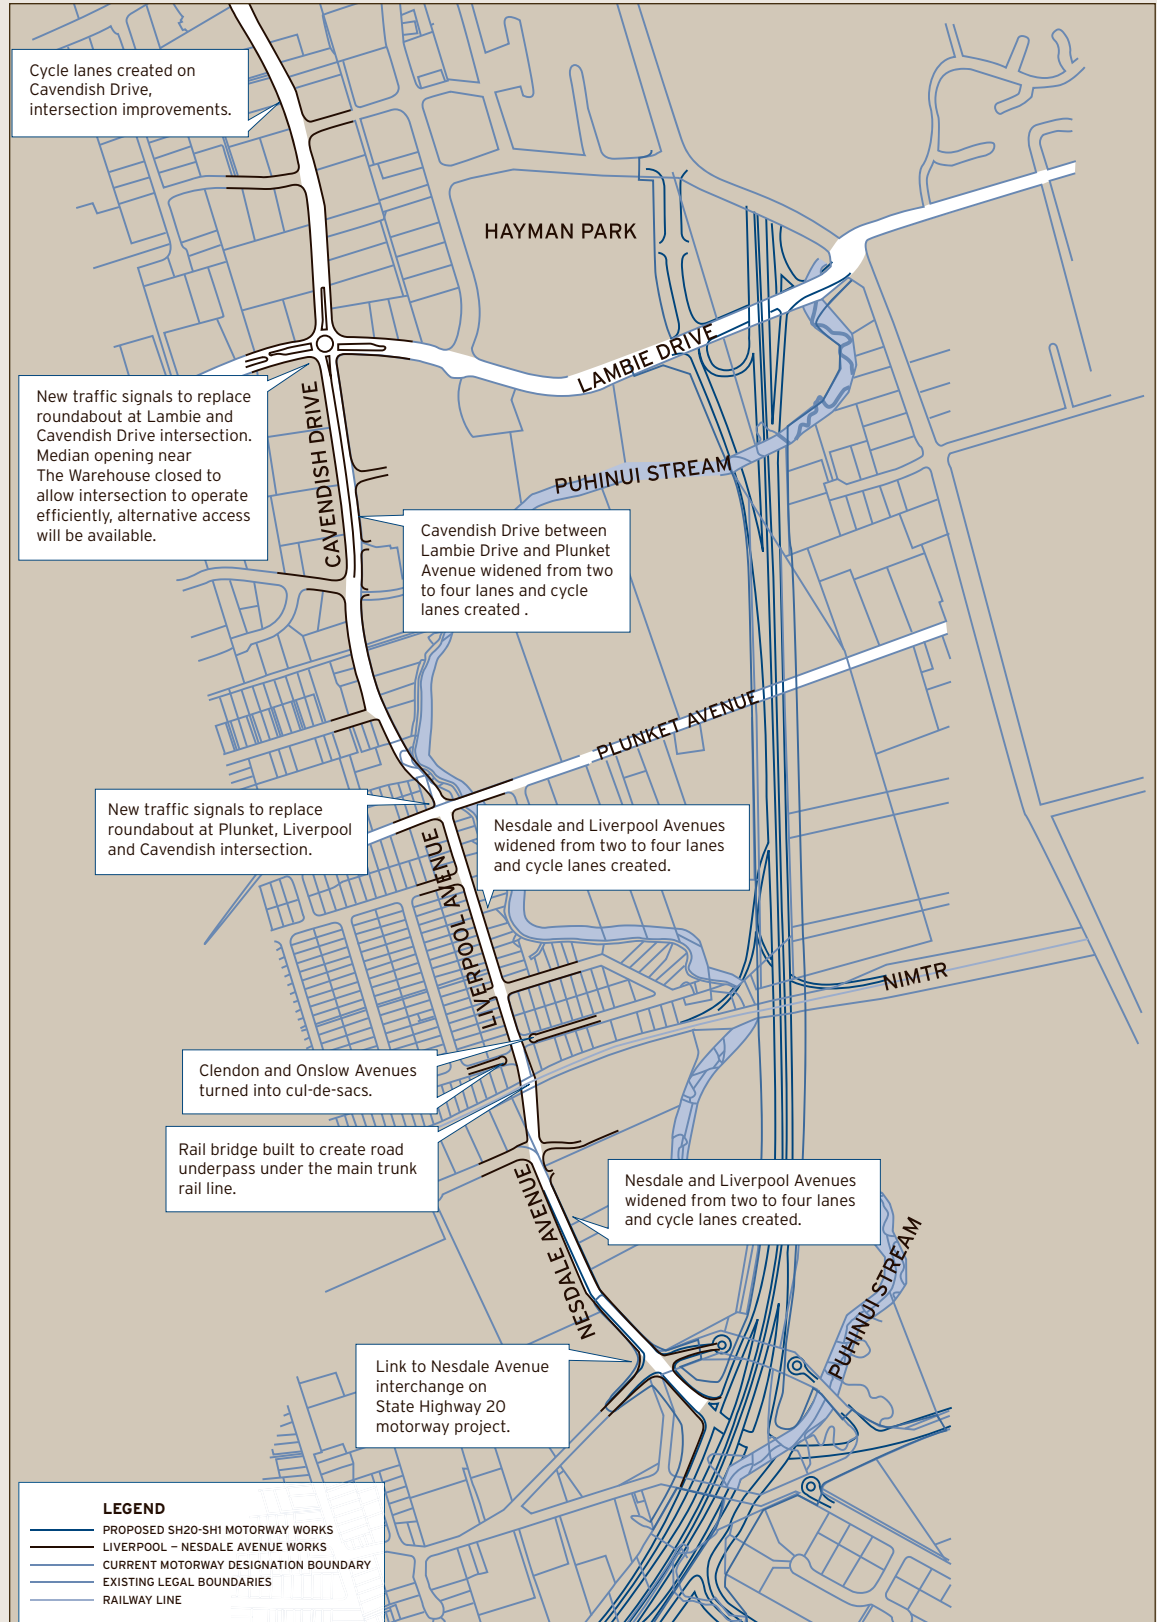 Cycle lanes created on
Cavendish Drive,
intersection improvements.
HAYMAN PARK
LAMBIE DRIVE
New traffic signals to replace
roundabout at Lambie and
Cavendish Drive intersection.
Median opening near
The Warehouse closed to
allow intersection to operate
efficiently, alternative access
will be available.
CAVENDISH DRIVE
PUHINUI STREAM
Cavendish Drive between
Lambie Drive and Plunket
Avenue widened from two
to four lanes and cycle
lanes created .
PLUNKET AVENUE
New traffic signals to replace
roundabout at Plunket, Liverpool
and Cavendish intersection.
Nesdale and Liverpool Avenues
widened from two to four lanes
and cycle lanes created.
LIVERPOOL AVENUE
NIMTR
Clendon and Onslow Avenues
turned into cul-de-sacs.
Rail bridge built to create road
underpass under the main trunk
rail line.
Nesdale and Liverpool Avenues
widened from two to four lanes
and cycle lanes created.
NESDALE AVENUE
PUHINUI STREAM
Link to Nesdale Avenue
interchange on
State Highway 20
motorway project.
LEGEND
PROPOSED SH20-SH1 MOTORWAY WORKS
LIVERPOOL – NESDALE AVENUE WORKS
CURRENT MOTORWAY DESIGNATION BOUNDARY
EXISTING LEGAL BOUNDARIES
RAILWAY LINE